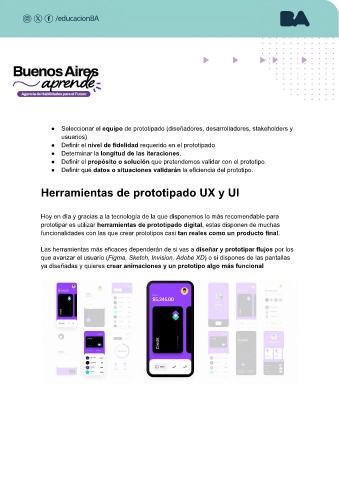 /educacionBA
BA
Buenos Aires
aprende
Agencia de Habilidades para el Futuro
● Seleccionar el equipo de prototipado (diseñadores, desarrolladores, stakeholders y
usuarios)
● Definir el nivel de fidelidad requerido en el prototipado
● Determinar la longitud de las iteraciones.
● Definir el propósito o solución que pretendemos validar con el prototipo.
● Definir qué datos o situaciones validarán la eficiencia del prototipo.
Herramientas de prototipado UX y UI
Hoy en día y gracias a la tecnología de la que disponemos lo más recomendable para
prototipar es utilizar herramientas de prototipado digital, estas disponen de muchas
funcionalidades con las que crear prototipos casi tan reales como un producto final.
Las herramientas más eficaces dependerán de si vas a diseñar y prototipar flujos por los
que avanzar el usuario (Figma, Sketch, Invision, Adobe XD) o si dispones de las pantallas
ya diseñadas y quieres crear animaciones y un prototipo algo más funcional
$5,245.00
Credit